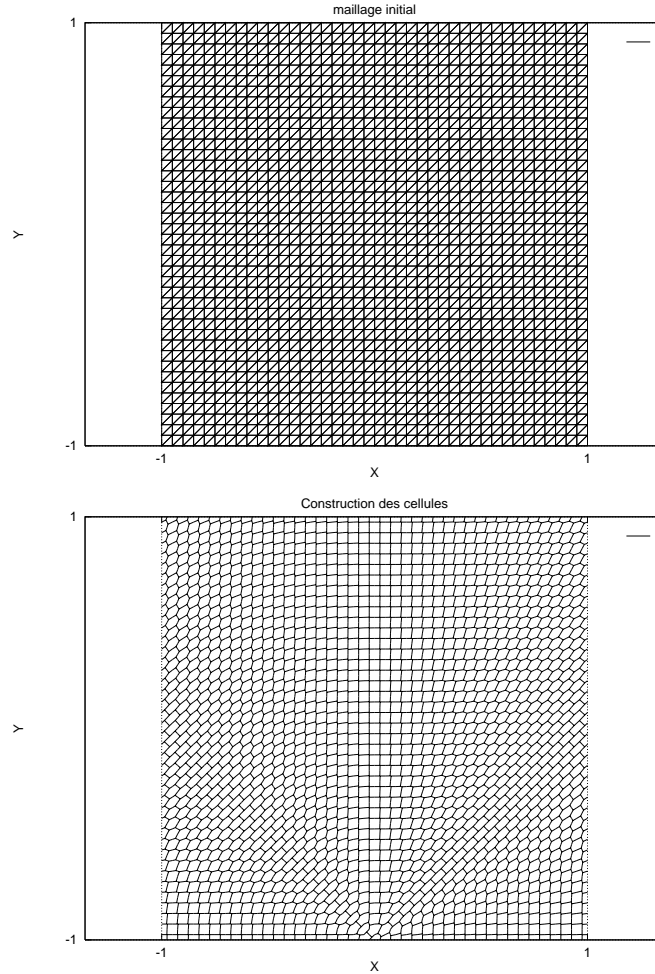 maillage initial
1
Y
-1
-1 1
X
Construction des cellules
1
Y
-1
-1 1
X